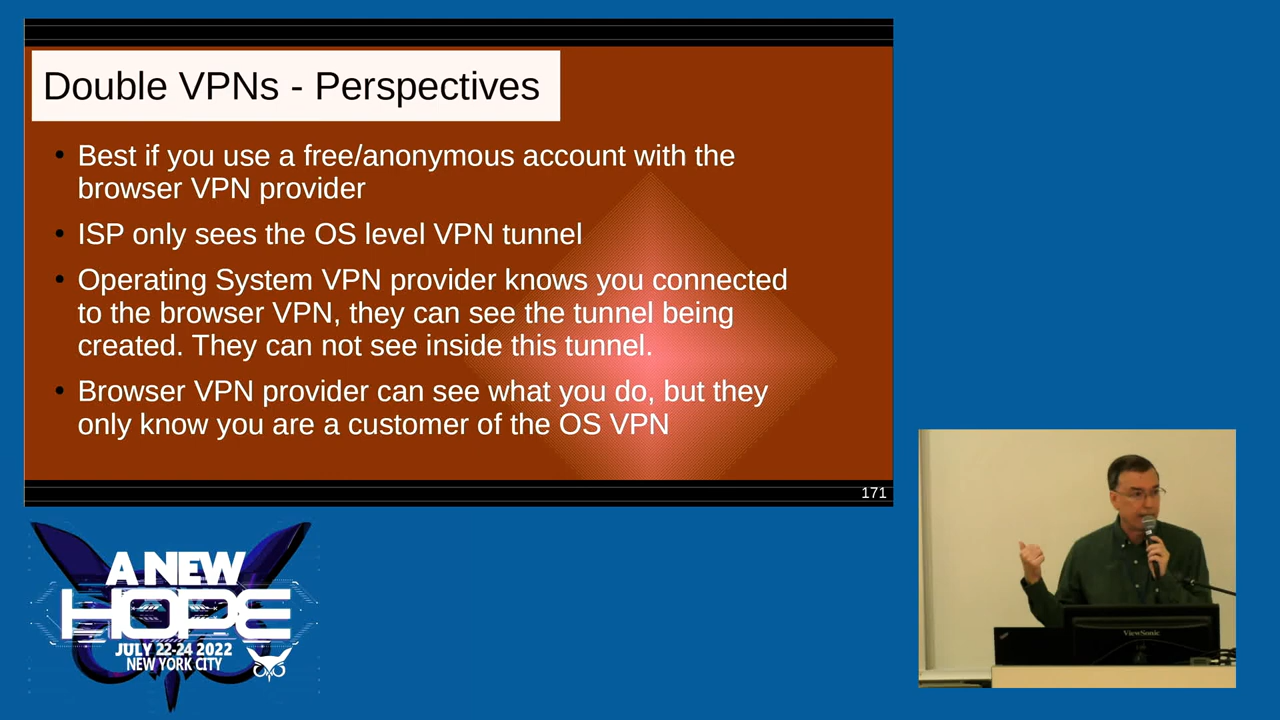 Double VPNs - Perspectives
• Best if you use a free/anonymous account with the
browser VPN provider
• ISP only sees the OS level VPN tunnel
• Operating System VPN provider knows you connected
to the browser VPN, they can see the tunnel being
created. They can not see inside this tunnel.
• Browser VPN provider can see what you do, but they
only know you are a customer of the OS VPN
171
A NEW
HOPE
JULY 22-24 2022
NEW YORK CITY
ViewSonic